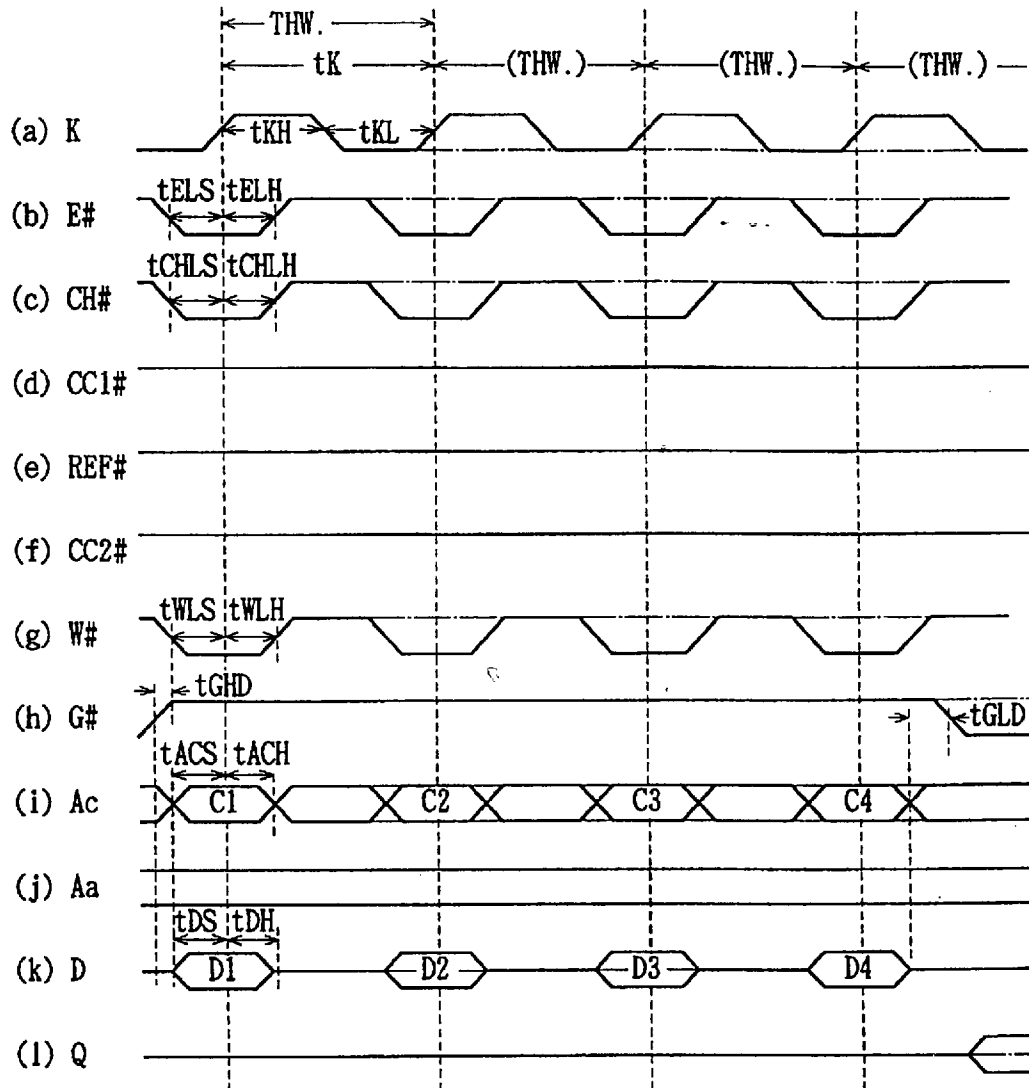 THW.
tK (THW.) (THW.) (THW.)
(a) K tKH tKL
tELS tELH
(b) E#
tCHLS tCHLH
(c) CH#
(d) CC1#
(e) REF#
(f) CC2#
tWLS tWLH
(g) W#
tGHD
(h) G# tGLD
tACS tACH
(i) Ac C1 C2 C3 C4
(j) Aa
tDS tDH
(k) D D1 D2 D3 D4
(l) Q